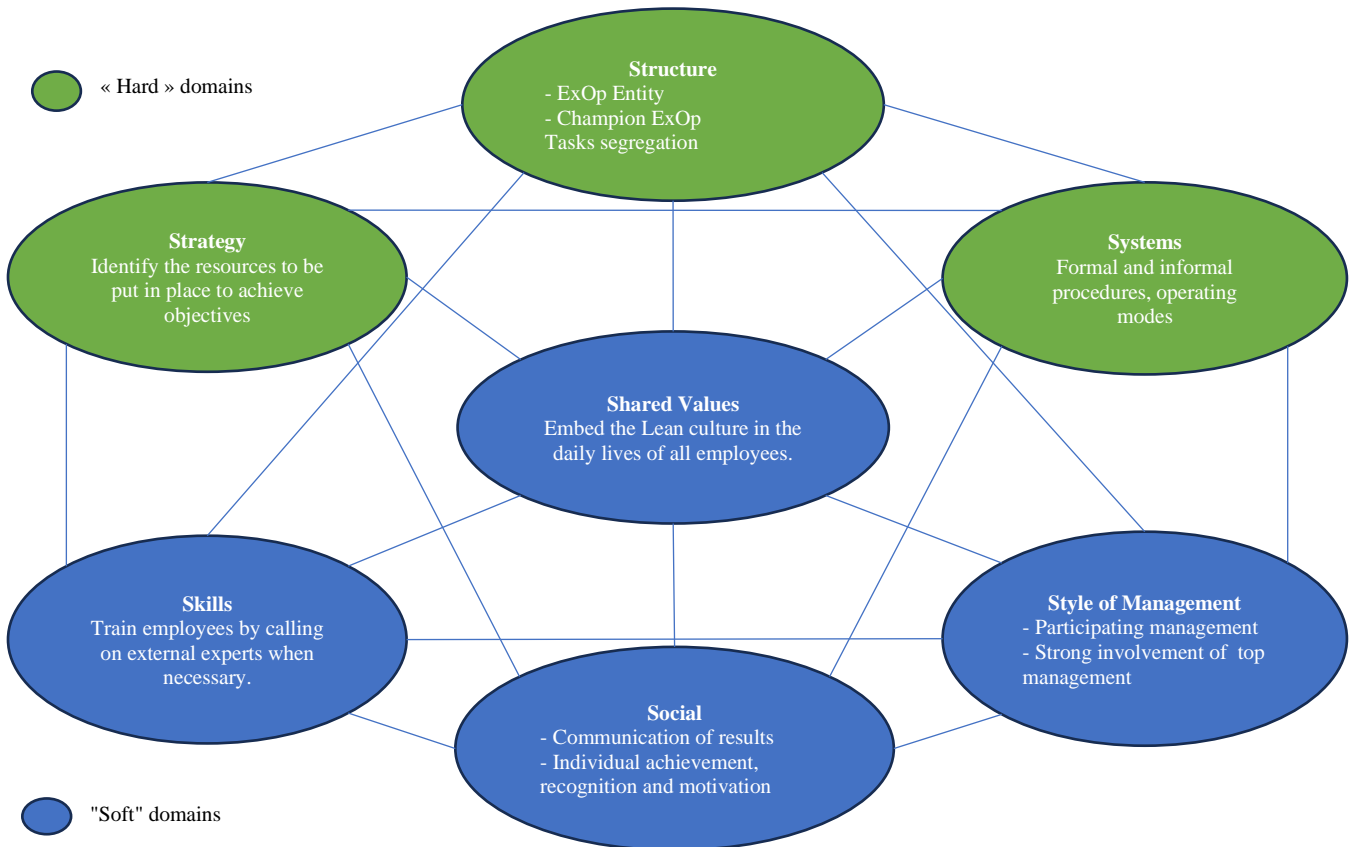 « Hard » domains
Structure
- ExOp Entity
- Champion ExOp
Tasks segregation
Strategy
Identify the resources to be
put in place to achieve
objectives
Systems
Formal and informal
procedures, operating
modes
Shared Values
Embed the Lean culture in the
daily lives of all employees.
Skills
Train employees by calling
on external experts when
necessary.
Style of Management
- Participating management
- Strong involvement of  top
management
Social
- Communication of results
- Individual achievement,
recognition and motivation
"Soft" domains